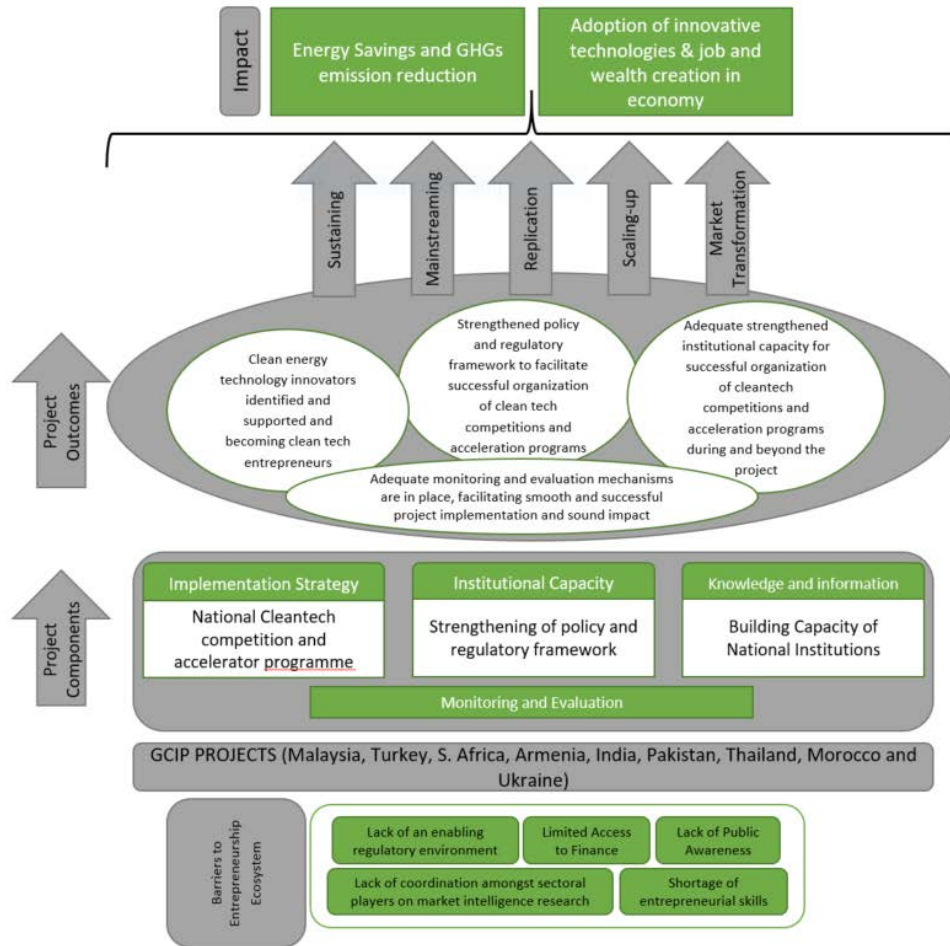 Impact
Energy Savings and GHGs
emission reduction
Adoption of innovative
technologies & job and
wealth creation in
economy
Sustaining
Mainstreaming
Replication
Scaling-up
Market
Transformation
Project
Outcomes
Clean energy
technology innovators
identified and
supported and
becoming clean tech
entrepreneurs
Strengthened policy
and regulatory
framework to facilitate
successful organization
of clean tech
competitions and
acceleration programs
Adequate strengthened
institutional capacity for
successful organization
of cleantech
competitions and
acceleration programs
during and beyond the
project
Adequate monitoring and evaluation mechanisms
are in place, facilitating smooth and successful
project implementation and sound impact
Project
Components
Implementation Strategy
National Cleantech
competition and
accelerator programme
Institutional Capacity
Strengthening of policy and
regulatory framework
Knowledge and information
Building Capacity of
National Institutions
Monitoring and Evaluation
GCIP PROJECTS (Malaysia, Turkey, S. Africa, Armenia, India, Pakistan, Thailand, Morocco and
Ukraine)
Barriers to
Entrepreneurship
Ecosystem
Lack of an enabling
regulatory environment
Limited Access
to Finance
Lack of Public
Awareness
Lack of coordination amongst sectoral
players on market intelligence research
Shortage of
entrepreneurial skills